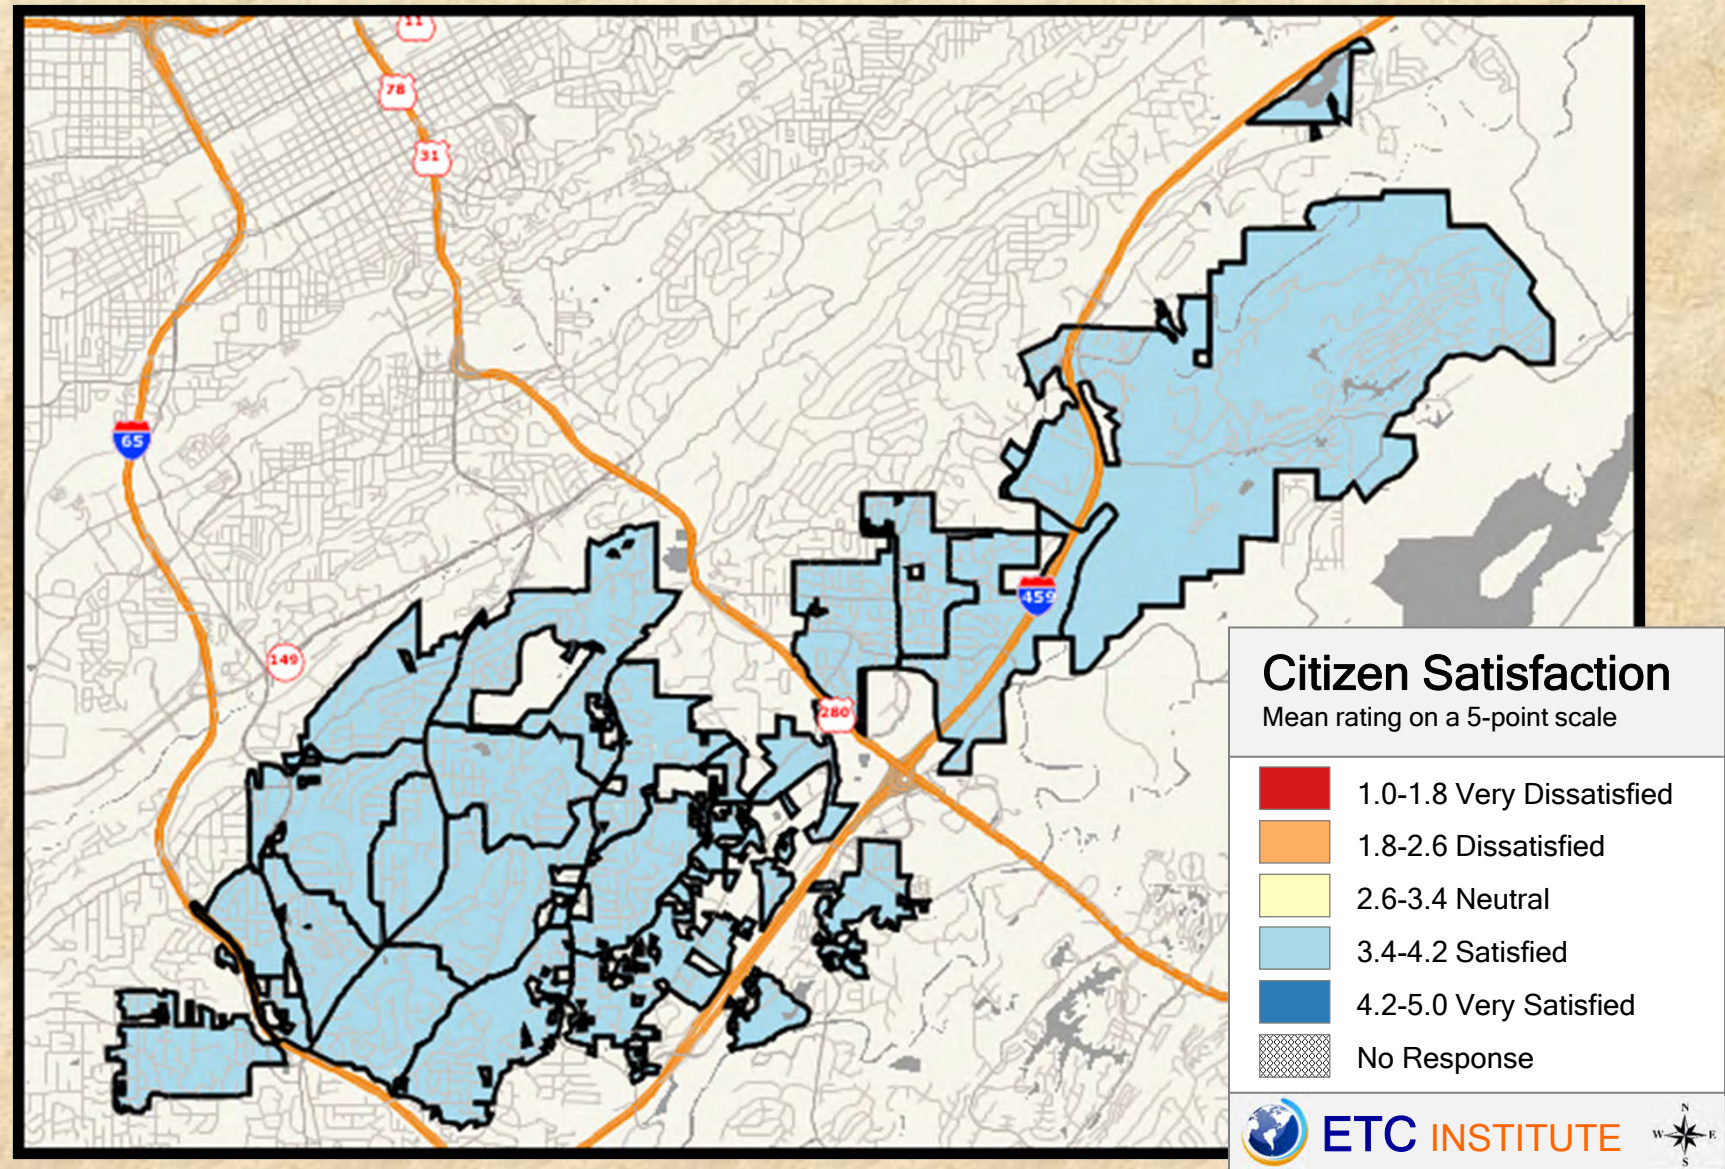 11
78
31
65
459
149
280
Citizen Satisfaction
Mean rating on a 5-point scale
1.0-1.8 Very Dissatisfied
1.8-2.6 Dissatisfied
2.6-3.4 Neutral
3.4-4.2 Satisfied
4.2-5.0 Very Satisfied
No Response
ETC INSTITUTE
N
W E
S